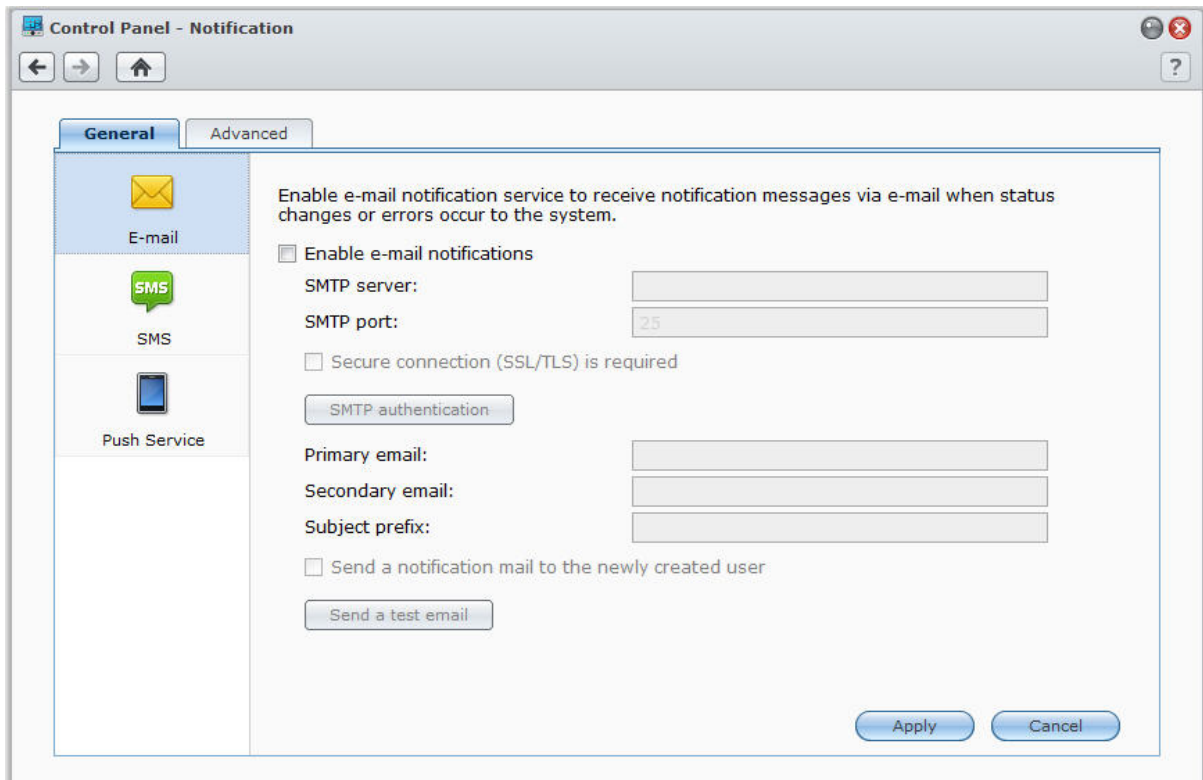 Control Panel - Notification
?
General
Advanced
E-mail
SMS
SMS
Push Service
Enable e-mail notification service to receive notification messages via e-mail when status
changes or errors occur to the system.
Enable e-mail notifications
SMTP server:
SMTP port: 25
Secure connection (SSL/TLS) is required
SMTP authentication
Primary email:
Secondary email:
Subject prefix:
Send a notification mail to the newly created user
Send a test email
Apply
Cancel